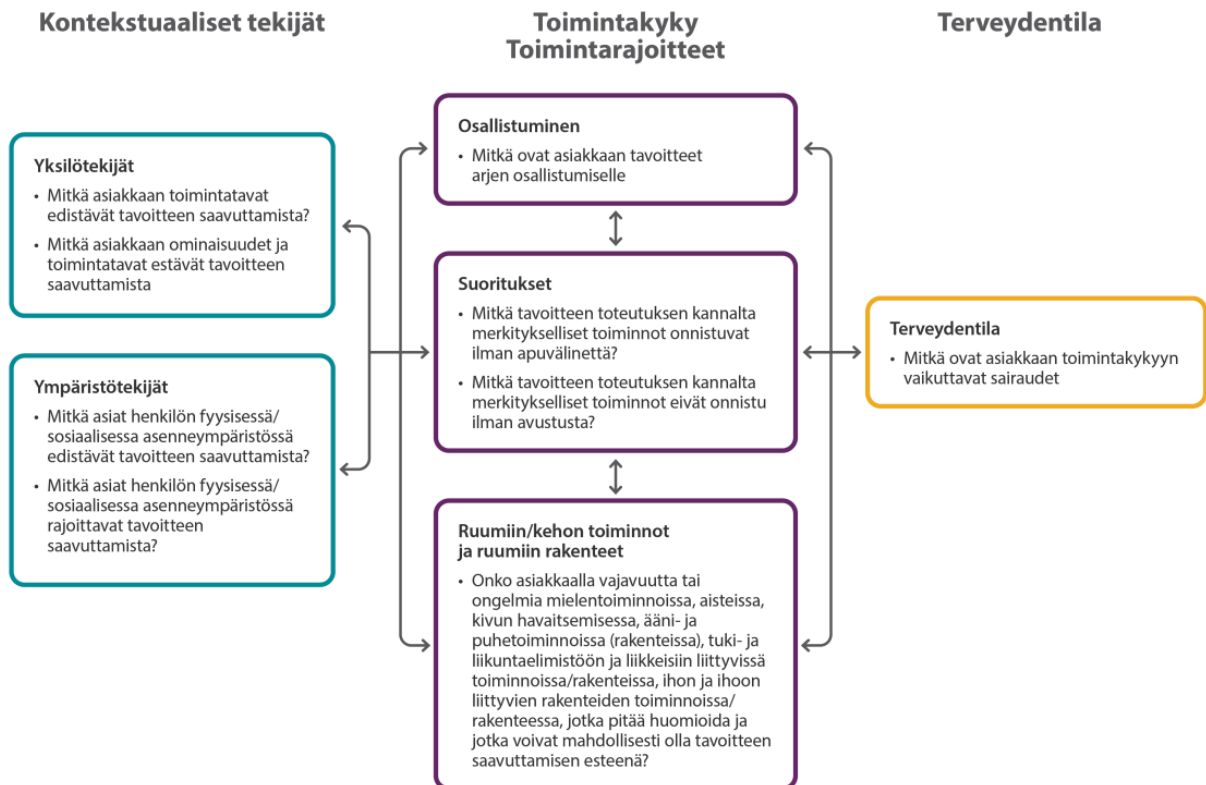 Kontekstuaaliset tekijät
Toimintakyky
Toimintarajoitteet
Terveydentila
Yksilötekijät
• Mitkä asiakkaan toimintatavat
edistävät tavoitteen saavuttamista?
• Mitkä asiakkaan ominaisuudet ja
toimintatavat estävät tavoitteen
saavuttamista
Ympäristötekijät
• Mitkä asiat henkilön fyysisessä/
sosiaalisessa asenneympäristössä
edistävät tavoitteen saavuttamista?
• Mitkä asiat henkilön fyysisessä/
sosiaalisessa asenneympäristössä
rajoittavat tavoitteen
saavuttamista?
Osallistuminen
• Mitkä ovat asiakkaan tavoitteet
arjen osallistumiselle
Suoritukset
• Mitkä tavoitteen toteutuksen kannalta
merkitykselliset toiminnot onnistuvat
ilman apuvälinettä?
• Mitkä tavoitteen toteutuksen kannalta
merkitykselliset toiminnot eivät onnistu
ilman avustusta?
Ruumiin/kehon toiminnot
ja ruumiin rakenteet
• Onko asiakkaalla vajavuutta tai
ongelmia mielentoiminnoissa, aisteissa,
kivun havaitsemisessa, ääni- ja
puhetoiminnoissa (rakenteissa), tuki- ja
liikuntaelimistöön ja liikkeisiin liittyvissä
toiminnoissa/rakenteissa, ihon ja ihoon
liittyvien rakenteiden toiminnoissa/
rakenteessa, jotka pitää huomioida ja
jotka voivat mahdollisesti olla tavoitteen
saavuttamisen esteenä?
Terveydentila
• Mitkä ovat asiakkaan toimintakykyyn
vaikuttavat sairaudet